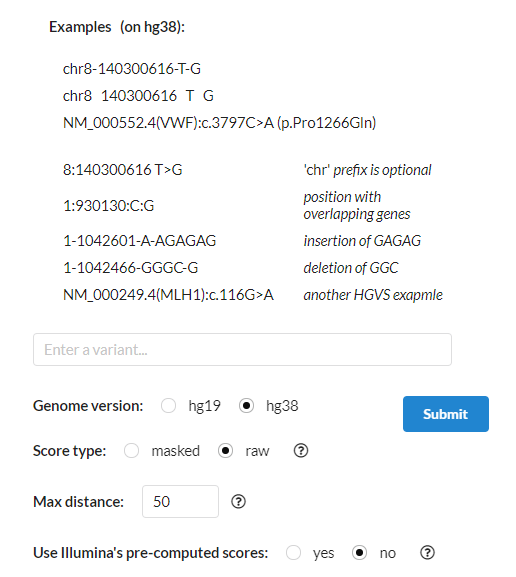 Examples (on hg38):
chr8-140300616-T-G
chr8 140300616 T G
NM_000552.4(VWF):c.3797C>A (p.Pro1266Gln)
8:140300616 T>G 'chr' prefix is optional
1:930130:C:G position with
overlapping genes
1-1042601-A-AGAGAG insertion of GAGAG
1-1042466-GGGC-G deletion of GGC
NM_000249.4(MLH1):c.116G>A another HGVS exapmle
Enter a variant...
Genome version: hg19 hg38
Submit
Score type: masked raw ?
Max distance: 50 ?
Use Illumina's pre-computed scores: yes no ?